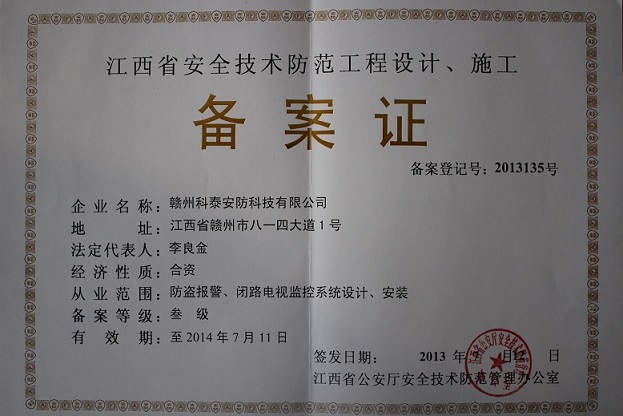 江西省安全技术防范工程设计、施工
备案证
备案登记号：2013135号
企业名称：赣州科泰安防科技有限公司
地址：江西省赣州市八一四大道1号
法定代表人：李良金
经济性质：合资
从业范围：防盗报警、闭路电视监控系统设计、安装
备案等级：叁 级
有效期：至2014年7月11日
签发日期：2013 年 月 日
江西省公安厅安全技术防范管理办公室